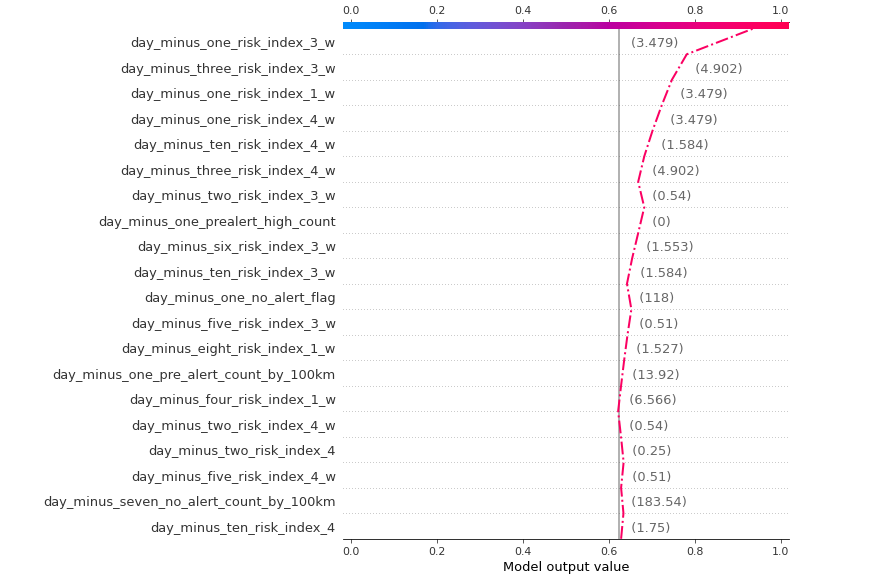 0.0 0.2 0.4 0.6 0.8 1.0
day_minus_one_risk_index_3_w (3.479)
day_minus_three_risk_index_3_w (4.902)
day_minus_one_risk_index_1_w (3.479)
day_minus_one_risk_index_4_w (3.479)
day_minus_ten_risk_index_4_w (1.584)
day_minus_three_risk_index_4_w (4.902)
day_minus_two_risk_index_3_w (0.54)
day_minus_one_prealert_high_count (0)
day_minus_six_risk_index_3_w (1.553)
day_minus_ten_risk_index_3_w (1.584)
day_minus_one_no_alert_flag (118)
day_minus_five_risk_index_3_w (0.51)
day_minus_eight_risk_index_1_w (1.527)
day_minus_one_pre_alert_count_by_100km (13.92)
day_minus_four_risk_index_1_w (6.566)
day_minus_two_risk_index_4_w (0.54)
day_minus_two_risk_index_4 (0.25)
day_minus_five_risk_index_4_w (0.51)
day_minus_seven_no_alert_count_by_100km (183.54)
day_minus_ten_risk_index_4 (1.75)
0.0 0.2 0.4 0.6 0.8 1.0
Model output value